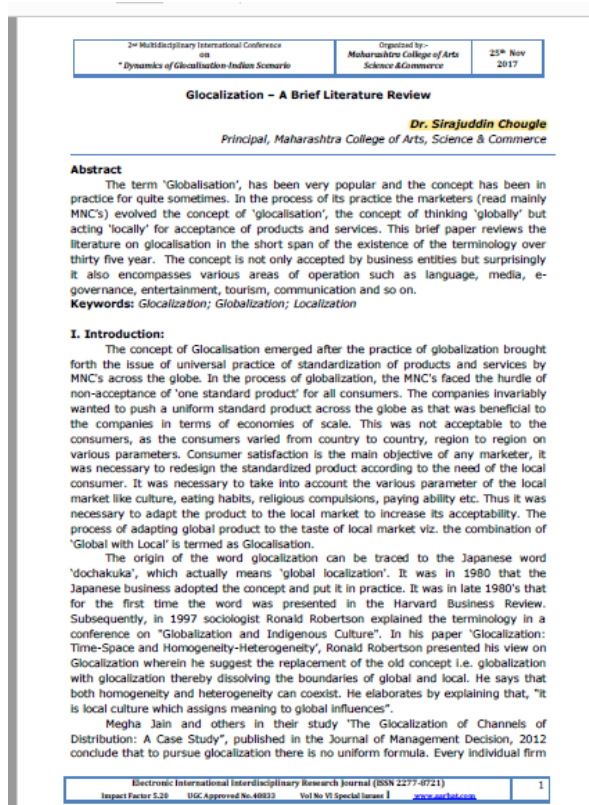 2nd Multidisciplinary International Conference
on
" Dynamics of Glocalisation-Indian Scenario
Organized by:-
Maharashtra College of Arts
Science &Commerce
25th Nov
2017
Glocalization – A Brief Literature Review
Dr. Sirajuddin Chougle
Principal, Maharashtra College of Arts, Science & Commerce
Abstract
The term 'Globalisation', has been very popular and the concept has been in
practice for quite sometimes. In the process of its practice the marketers (read mainly
MNC's) evolved the concept of 'glocalisation', the concept of thinking 'globally' but
acting 'locally' for acceptance of products and services. This brief paper reviews the
literature on glocalisation in the short span of the existence of the terminology over
thirty five year. The concept is not only accepted by business entities but surprisingly
it also encompasses various areas of operation such as language, media, e-
governance, entertainment, tourism, communication and so on.
Keywords: Glocalization; Globalization; Localization
I. Introduction:
The concept of Glocalisation emerged after the practice of globalization brought
forth the issue of universal practice of standardization of products and services by
MNC's across the globe. In the process of globalization, the MNC's faced the hurdle of
non-acceptance of 'one standard product' for all consumers. The companies invariably
wanted to push a uniform standard product across the globe as that was beneficial to
the companies in terms of economies of scale. This was not acceptable to the
consumers, as the consumers varied from country to country, region to region on
various parameters. Consumer satisfaction is the main objective of any marketer, it
was necessary to redesign the standardized product according to the need of the local
consumer. It was necessary to take into account the various parameter of the local
market like culture, eating habits, religious compulsions, paying ability etc. Thus it was
necessary to adapt the product to the local market to increase its acceptability. The
process of adapting global product to the taste of local market viz. the combination of
'Global with Local' is termed as Glocalisation.
The origin of the word glocalization can be traced to the Japanese word
'dochakuka', which actually means 'global localization'. It was in 1980 that the
Japanese business adopted the concept and put it in practice. It was in late 1980's that
for the first time the word was presented in the Harvard Business Review.
Subsequently, in 1997 sociologist Ronald Robertson explained the terminology in a
conference on "Globalization and Indigenous Culture". In his paper 'Glocalization:
Time-Space and Homogeneity-Heterogeneity', Ronald Robertson presented his view on
Glocalization wherein he suggest the replacement of the old concept i.e. globalization
with glocalization thereby dissolving the boundaries of global and local. He says that
both homogeneity and heterogeneity can coexist. He elaborates by explaining that, "it
is local culture which assigns meaning to global influences".
Megha Jain and others in their study 'The Glocalization of Channels of
Distribution: A Case Study", published in the Journal of Management Decision, 2012
conclude that to pursue glocalization there is no uniform formula. Every individual firm
Electronic International Interdisciplinary Research Journal (ISSN 2277-8721)
Impact Factor 5.20 UGC Approved No.48833 Vol No VI Special Issues I www.aarhat.com
1